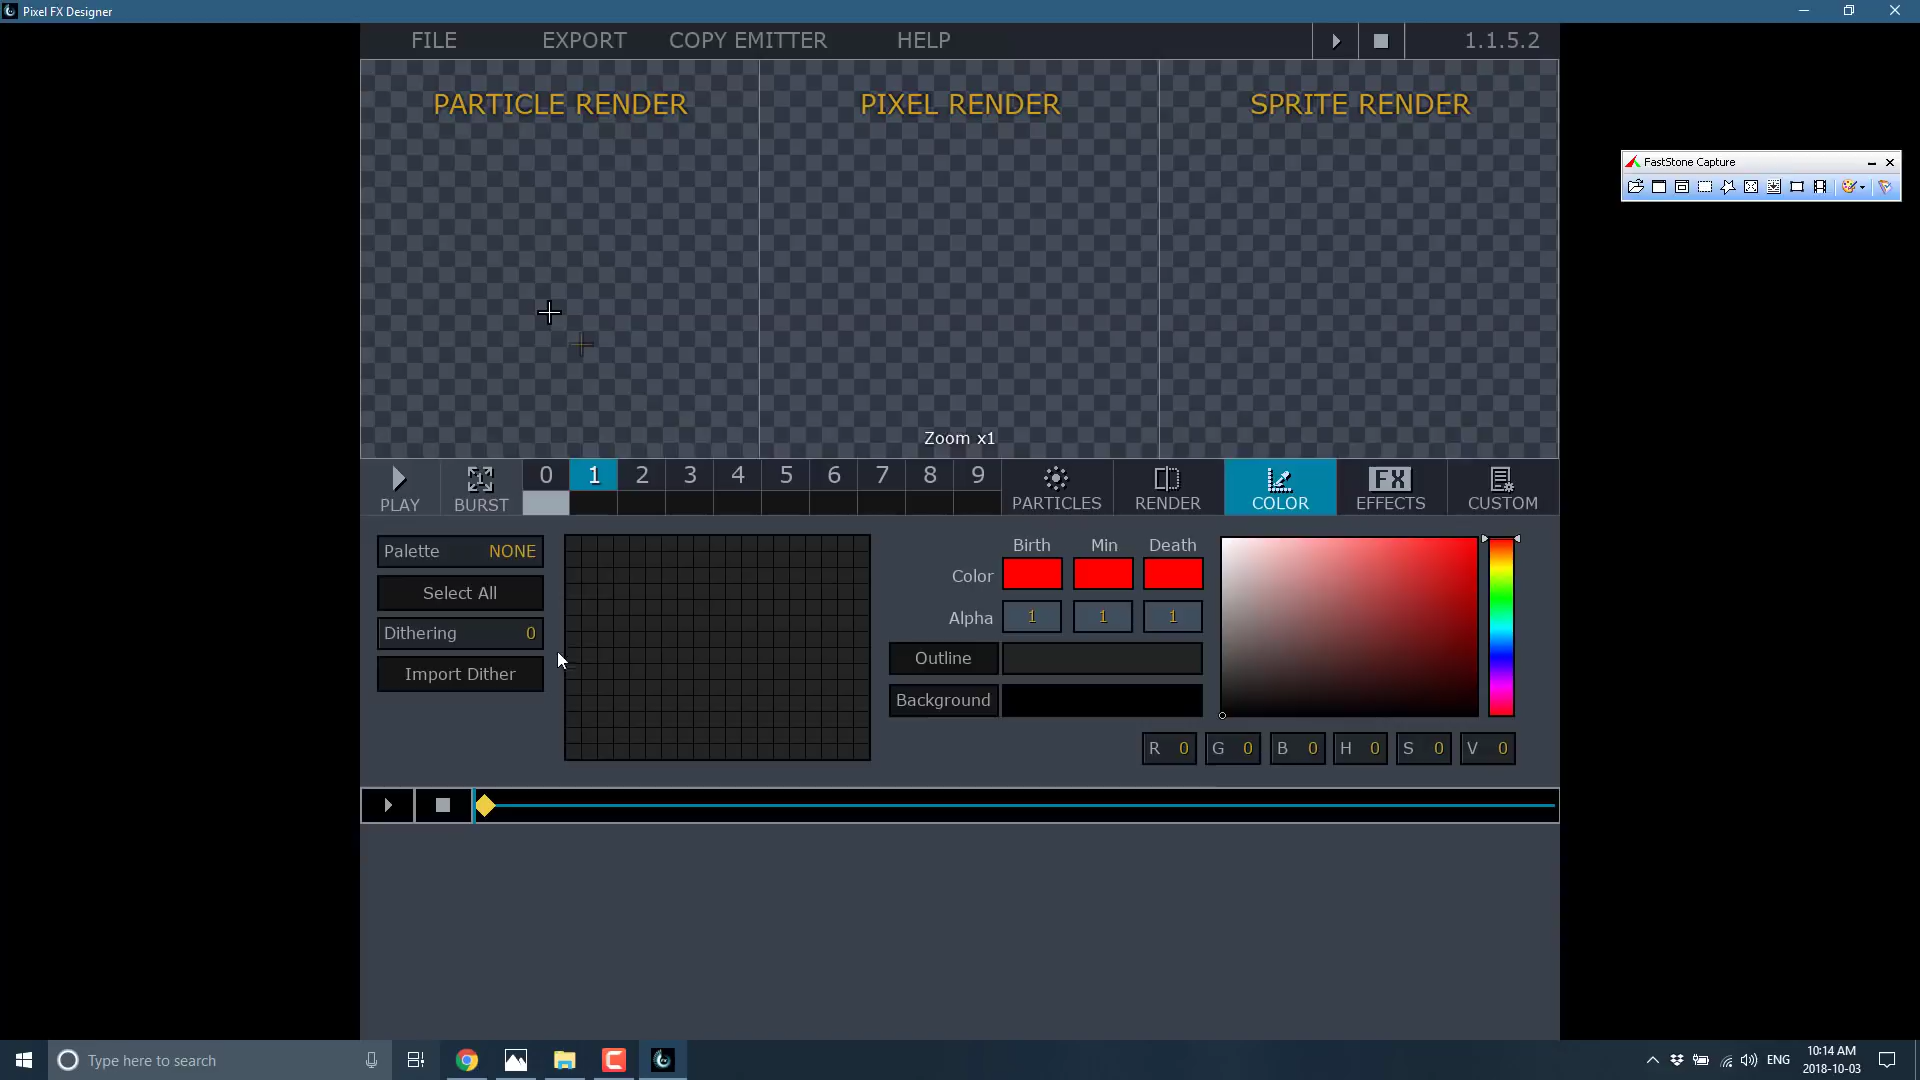 Pixel FX Designer
FILE EXPORT COPY EMITTER HELP 1.1.5.2
PARTICLE RENDER PIXEL RENDER SPRITE RENDER
FastStone Capture
Zoom x1
PLAY BURST 0 1 2 3 4 5 6 7 8 9 PARTICLES RENDER COLOR FX EFFECTS CUSTOM
Palette NONE
Select All
Dithering 0
Import Dither
Birth Min Death
Color
Alpha 1 1 1
Outline
Background
R 0 G 0 B 0 H 0 S 0 V 0
Type here to search
ENG
10:14 AM
2018-10-03